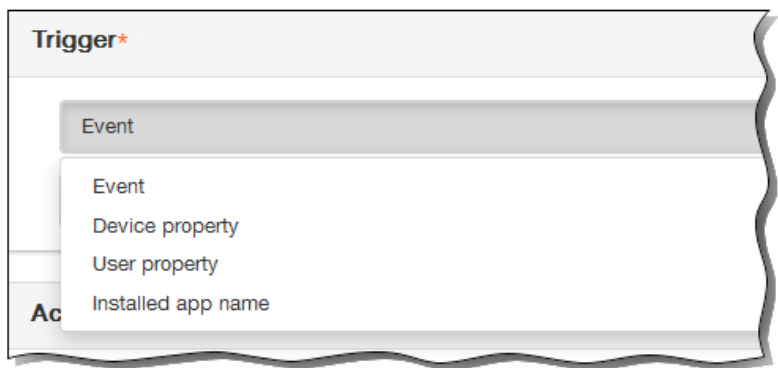 Trigger*
Event
Event
Device property
User property
Installed app name
Ac